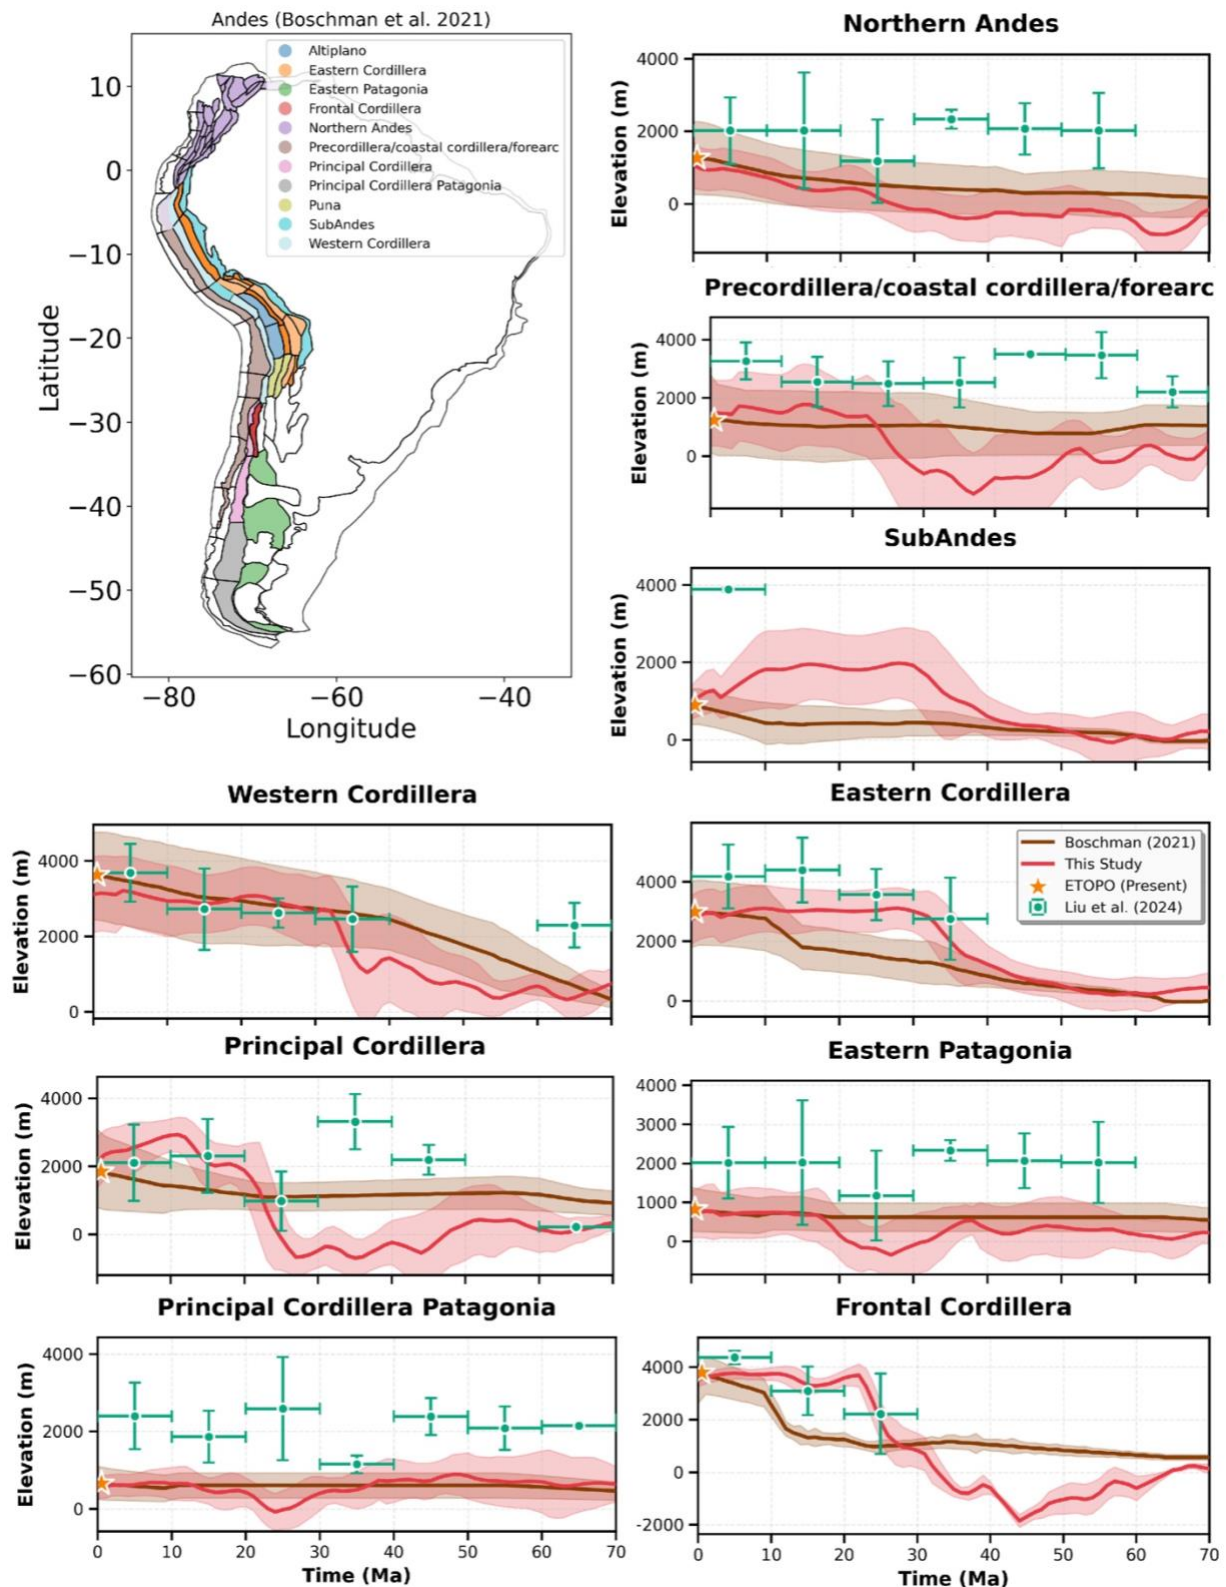 Andes (Boschman et al. 2021)
Altiplano
Eastern Cordillera
Eastern Patagonia
Frontal Cordillera
Northern Andes
Precordillera/coastal cordillera/forearc
Principal Cordillera
Principal Cordillera Patagonia
Puna
SubAndes
Western Cordillera
10
0
−10
−20
−30
−40
−50
−60
Latitude
−80
−60
−40
Longitude
Northern Andes
4000
2000
0
Elevation (m)
Precordillera/coastal cordillera/forearc
4000
2000
0
Elevation (m)
SubAndes
4000
2000
0
Elevation (m)
Western Cordillera
4000
2000
0
Elevation (m)
Eastern Cordillera
4000
2000
0
Elevation (m)
Boschman (2021)
This Study
ETOPO (Present)
Liu et al. (2024)
Principal Cordillera
4000
2000
0
Elevation (m)
Eastern Patagonia
4000
3000
2000
1000
0
Elevation (m)
Principal Cordillera Patagonia
4000
2000
0
Elevation (m)
0 10 20 30 40 50 60 70
Time (Ma)
Frontal Cordillera
4000
2000
0
-2000
Elevation (m)
0 10 20 30 40 50 60 70
Time (Ma)